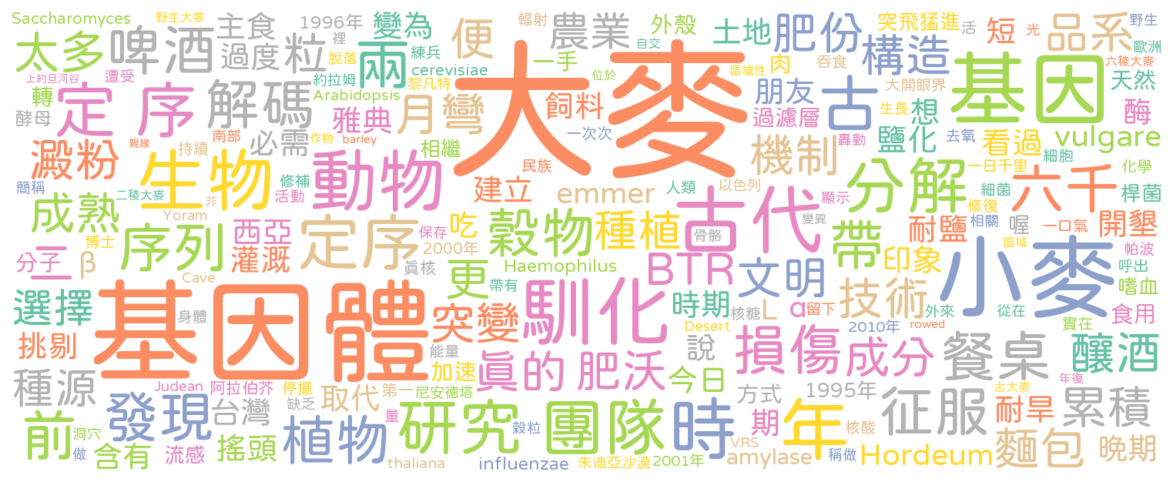 Saccharomyces
野生大麥
主食
1996年
裡
變為
輻射
農業
自交
外殼
土地
肥份
突飛猛進
活
短
光
品系
野生
歐洲
太多
啤酒
過度
粒
脫落
練兵
兩
便
一手
位於
區域性
肉
吞食
構造
大開眼界
六稜大麥
上約旦河谷
遭受
約拉姆
cerevisiae
黎凡特
大麥
飼料
朋友
古
生長
想
基因
天然
轉
定序
解碼
Arabidopsis
雅典
月彎
一次次
過濾層
轟動
鹽化
去氧
看過
細胞
酶
vulgare
酵母
必需
南部
作物
barley
相繼
民族
機制
一日千里
化學
親緣
持續
澱粉
生物
動物
修補
建立
emmer
人類
以色列
分解
細菌
修復
六千
桿菌
簡稱
二稜大麥
非
活動
顯示
成熟
Yoram
西亞
保存
吃
穀物
種植
骨骼
古代
變異
帶
耐鹽
相關
喔
一口氣
開墾
博士
序列
定序
2000年
印象
區域
小麥
帕波
分子
一
β
灌溉
真核
更
Haemophilus
BTR
文明
呼出
嗜血
Cave
帶有
選擇
基因體
突變
馴化
時期
核糖
L
a
留下
技術
外來
從在
食用
身體
能量
Desert
2010年
rowed
實在
挑剔
加速
真的
肥沃
說
損傷
成分
餐桌
釀酒
種源
Judean
阿拉伯芥
停擺
取代
第一
尼安德塔
今日
方式
1995年
古大麥
年復
前
發現
台灣
缺乏
量
研究
團隊
時
期
年
核酸
征服
耐旱
累積
洞穴
做
含有
流感
搖頭
植物
穀粒
VRS
稱做
麵包
晚期
thaliana
influenzae
朱迪亞沙漠
2001年
amylase
Hordeum